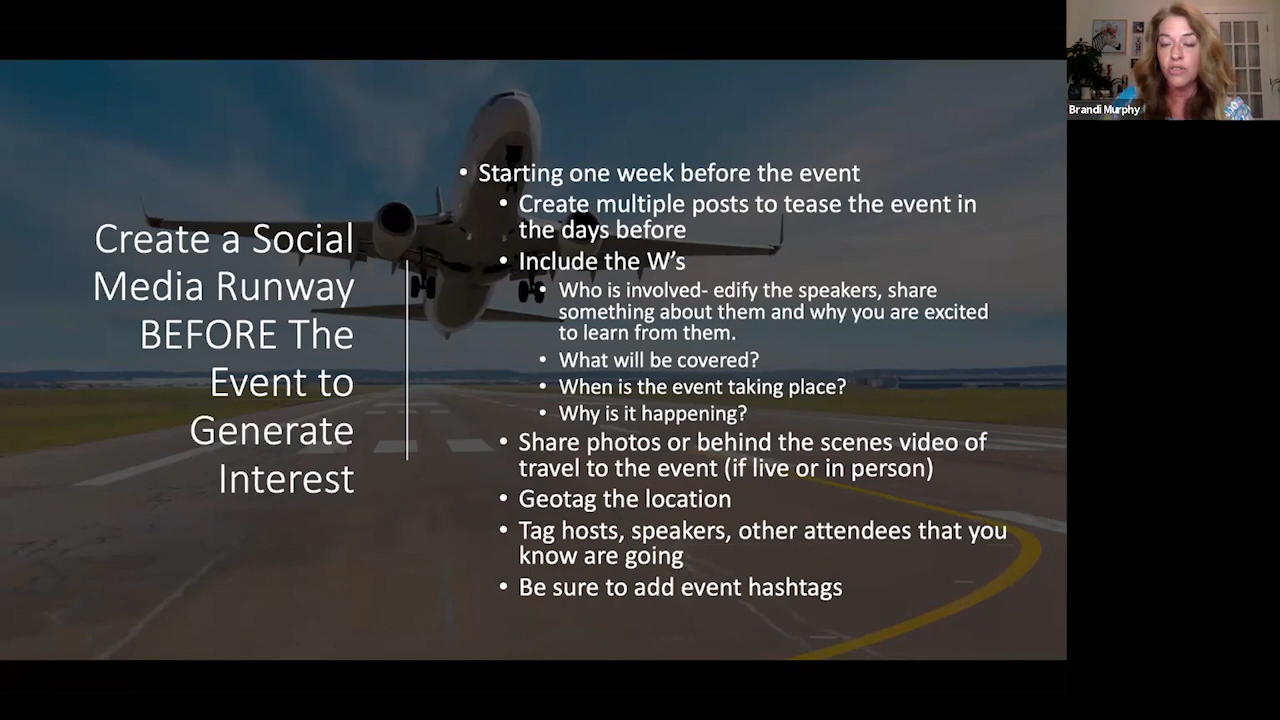 Create a Social
Media Runway
BEFORE The
Event to
Generate
Interest
• Starting one week before the event
• Create multiple posts to tease the event in
the days before
• Include the W’s
• Who is involved- edify the speakers, share
something about them and why you are excited
to learn from them.
• What will be covered?
• When is the event taking place?
• Why is it happening?
• Share photos or behind the scenes video of
travel to the event (if live or in person)
• Geotag the location
• Tag hosts, speakers, other attendees that you
know are going
• Be sure to add event hashtags
Brandi Murphy